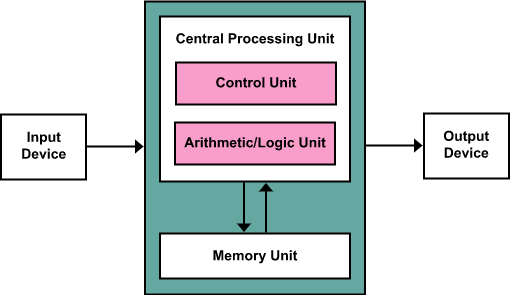 Central Processing Unit
Control Unit
Input
Device
Arithmetic/Logic Unit
Output
Device
Memory Unit